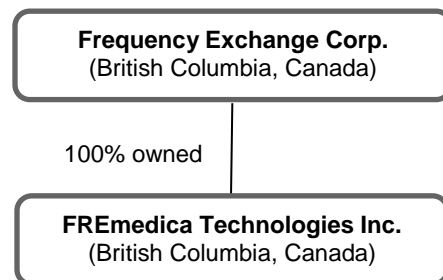 Frequency Exchange Corp.
(British Columbia, Canada)
100% owned
FREmedica Technologies Inc.
(British Columbia, Canada)